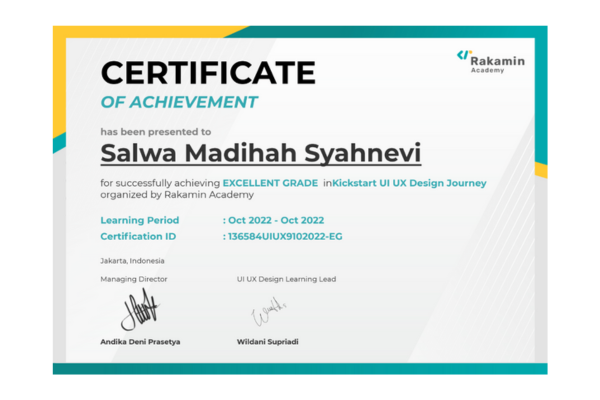 CERTIFICATE
</> Rakamin
Academy
OF ACHIEVEMENT
has been presented to
Salwa Madihah Syahnevi
for successfully achieving EXCELLENT GRADE inKickstart UI UX Design Journey
organized by Rakamin Academy
Learning Period : Oct 2022 - Oct 2022
Certification ID : 136584UIUX9102022-EG
Jakarta, Indonesia
Managing Director UI UX Design Learning Lead
Andika Deni Prasetya Wildani Supriadi